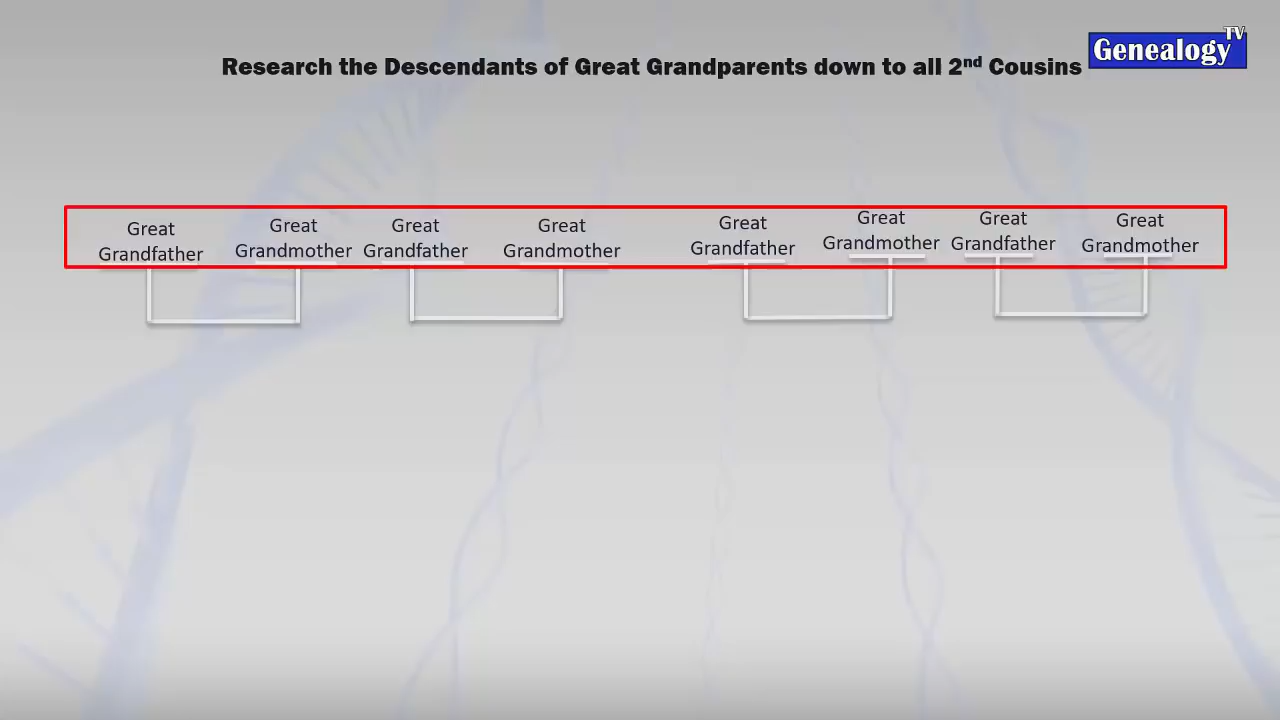 Research the Descendants of Great Grandparents down to all 2nd Cousins
Genealogy TV
Great Grandfather
Great Grandmother
Great Grandfather
Great Grandmother
Great Grandfather
Great Grandmother
Great Grandfather
Great Grandmother